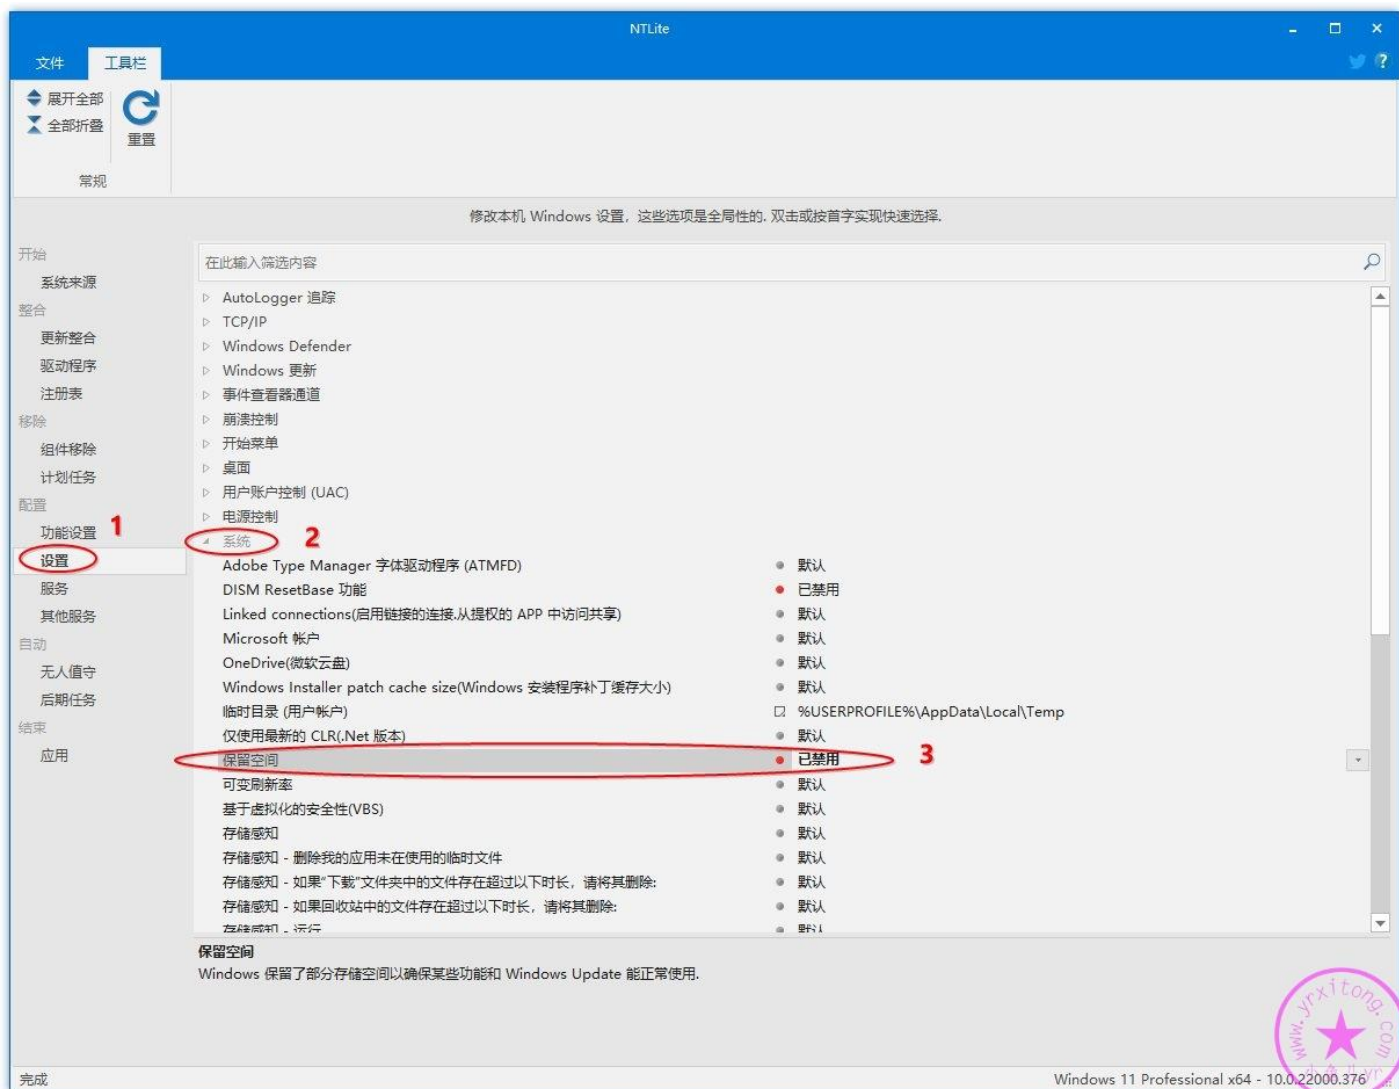 NTLite
文件 工具栏
展开全部
全部折叠
重置
常规
修改本机 Windows 设置，这些选项是全局性的. 双击或按首字实现快速选择.
开始
系统来源
整合
更新整合
驱动程序
注册表
移除
组件移除
计划任务
配置
功能设置 1
设置
服务
其他服务
自动
无人值守
后期任务
结束
应用
在此输入筛选内容
AutoLogger 追踪
TCP/IP
Windows Defender
Windows 更新
事件查看器通道
崩溃控制
开始菜单
桌面
用户账户控制 (UAC)
电源控制
系统 2
Adobe Type Manager 字体驱动程序 (ATMFD) 默认
DISM ResetBase 功能 已禁用
Linked connections(启用链接的连接.从提权的 APP 中访问共享) 默认
Microsoft 帐户 默认
OneDrive(微软云盘) 默认
Windows Installer patch cache size(Windows 安装程序补丁缓存大小) 默认
临时目录 (用户帐户) %USERPROFILE%\AppData\Local\Temp
仅使用最新的 CLR(.Net 版本) 默认
保留空间 已禁用 3
可变刷新率 默认
基于虚拟化的安全性(VBS) 默认
存储感知 默认
存储感知 - 删除我的应用未在使用的临时文件 默认
存储感知 - 如果“下载”文件夹中的文件存在超过以下时长，请将其删除: 默认
存储感知 - 如果回收站中的文件存在超过以下时长，请将其删除: 默认
存储感知 - 运行 默认
保留空间
Windows 保留了部分存储空间以确保某些功能和 Windows Update 能正常使用.
www.yrxitong.com
完成
Windows 11 Professional x64 - 10.0.22000.376